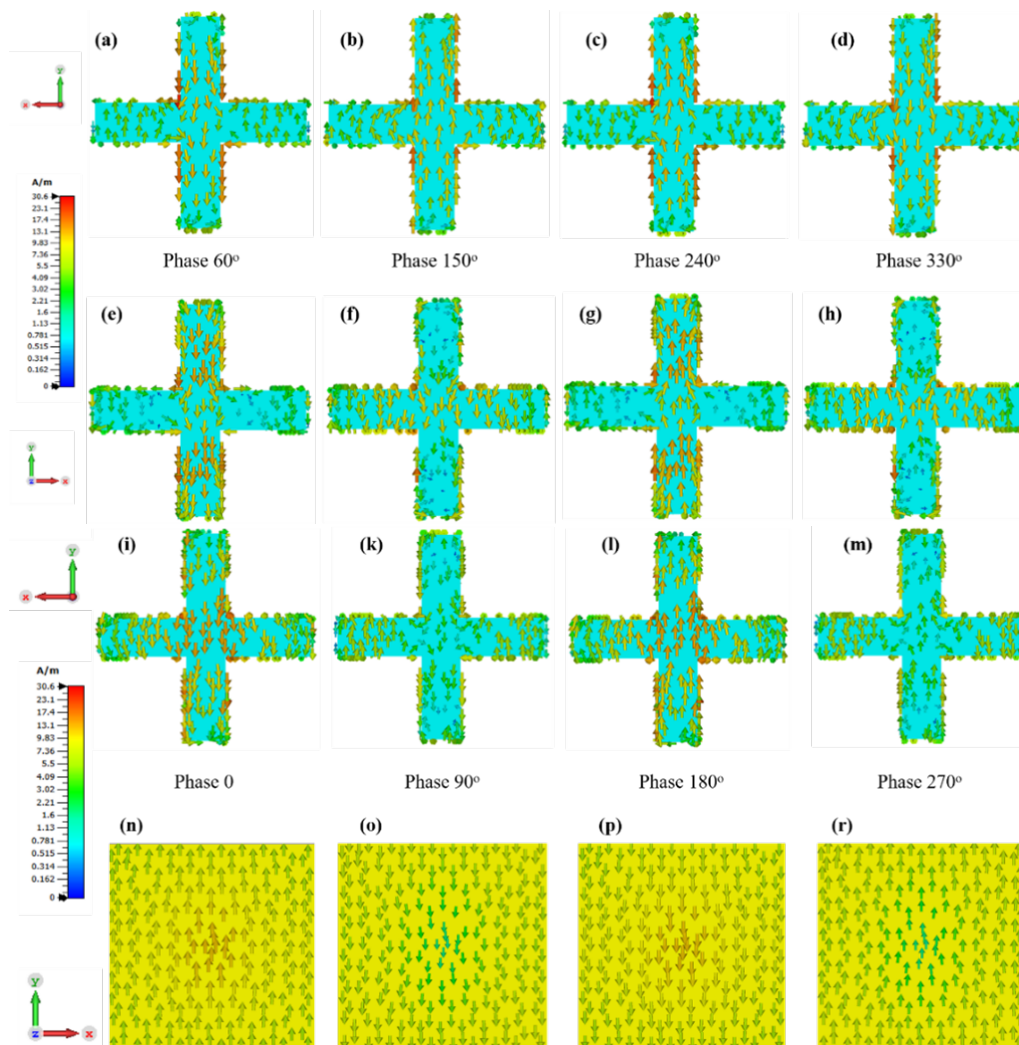 (a) (b) (c) (d)
Y
X
A/m
30.6
23.1
17.4
13.1
9.83
7.36
5.5
4.09
3.02
2.21
1.6
1.13
0.781
0.515
0.314
0.162
0
Phase 60° Phase 150° Phase 240° Phase 330°
(e) (f) (g) (h)
Y
Z X
(i) (k) (l) (m)
Y
X
A/m
30.6
23.1
17.4
13.1
9.83
7.36
5.5
4.09
3.02
2.21
1.6
1.13
0.781
0.515
0.314
0.162
0
Phase 0 Phase 90° Phase 180° Phase 270°
(n) (o) (p) (r)
Y
Z X